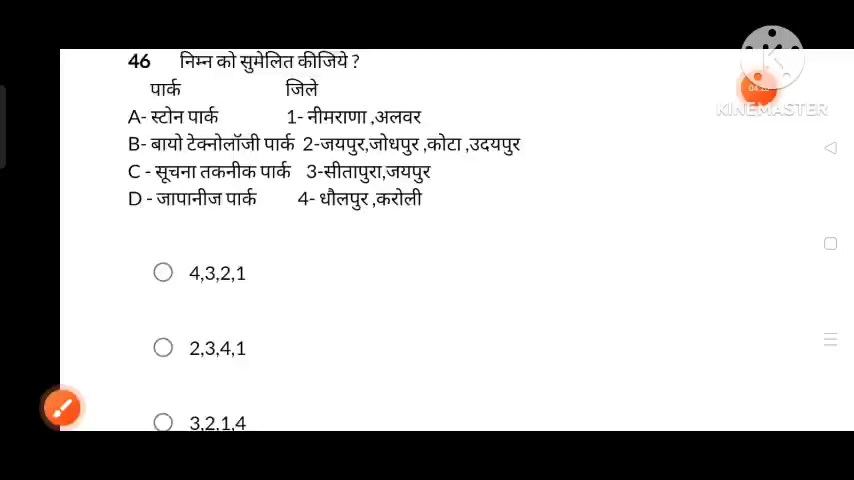 46 निम्न को सुमेलित कीजिये ?
पार्क जिले
A- स्टोन पार्क 1- नीमराणा ,अलवर
B- बायो टेक्नोलॉजी पार्क 2-जयपुर,जोधपुर ,कोटा ,उदयपुर
C - सूचना तकनीक पार्क 3-सीतापुरा,जयपुर
D - जापानीज पार्क 4- धौलपुर ,करोली
4,3,2,1
2,3,4,1
3,2,1,4
KINEMASTER